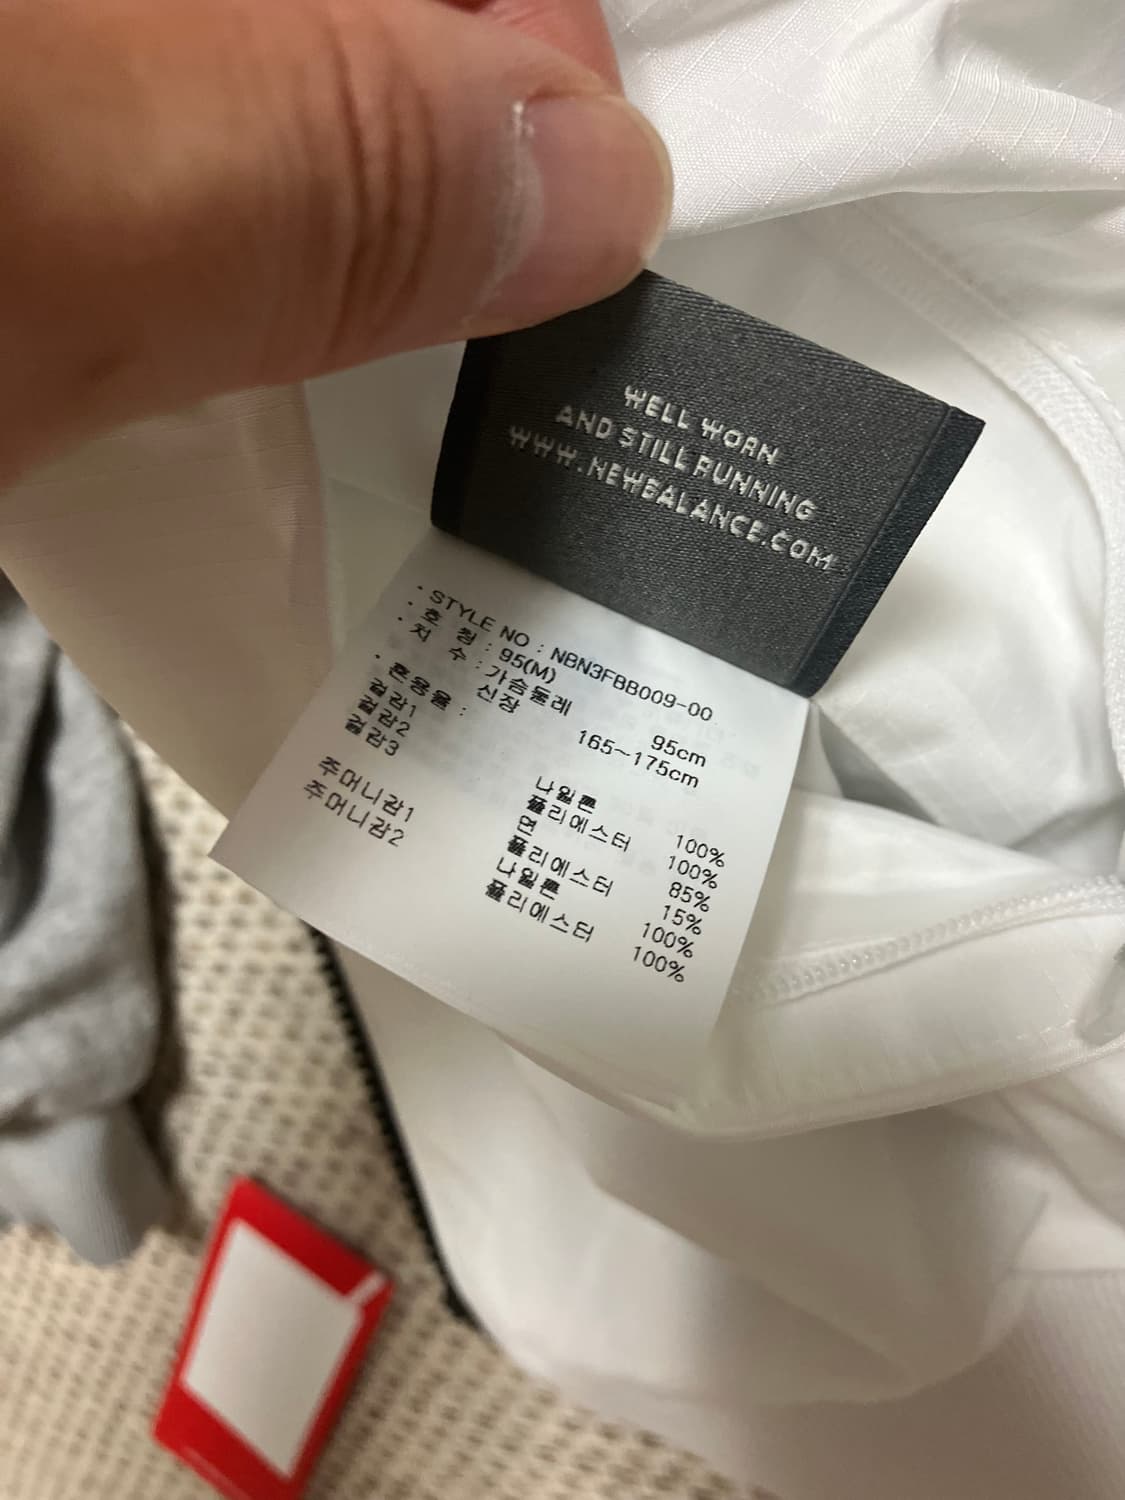 WELL WORN
AND STILL RUNNING
WWW.NEWBALANCE.COM
· STYLE NO : NBN3FBB009-00
· 호 칭 : 95(M)
· 치 수 : 가슴둘레 95cm
신장 165~175cm
· 혼용율 :
겉감1 나일론 100%
겉감2 폴리에스터 100%
겉감3 면 85%
폴리에스터 15%
주머니감1 나일론 100%
주머니감2 폴리에스터 100%